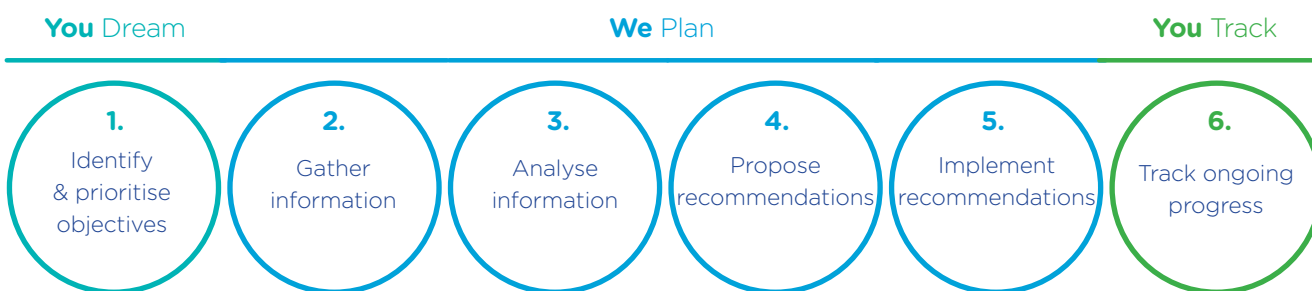 You Dream
We Plan
You Track
1.
Identify
& prioritise
objectives
2.
Gather
information
3.
Analyse
information
4.
Propose
recommendations
5.
Implement
recommendations
6.
Track ongoing
progress